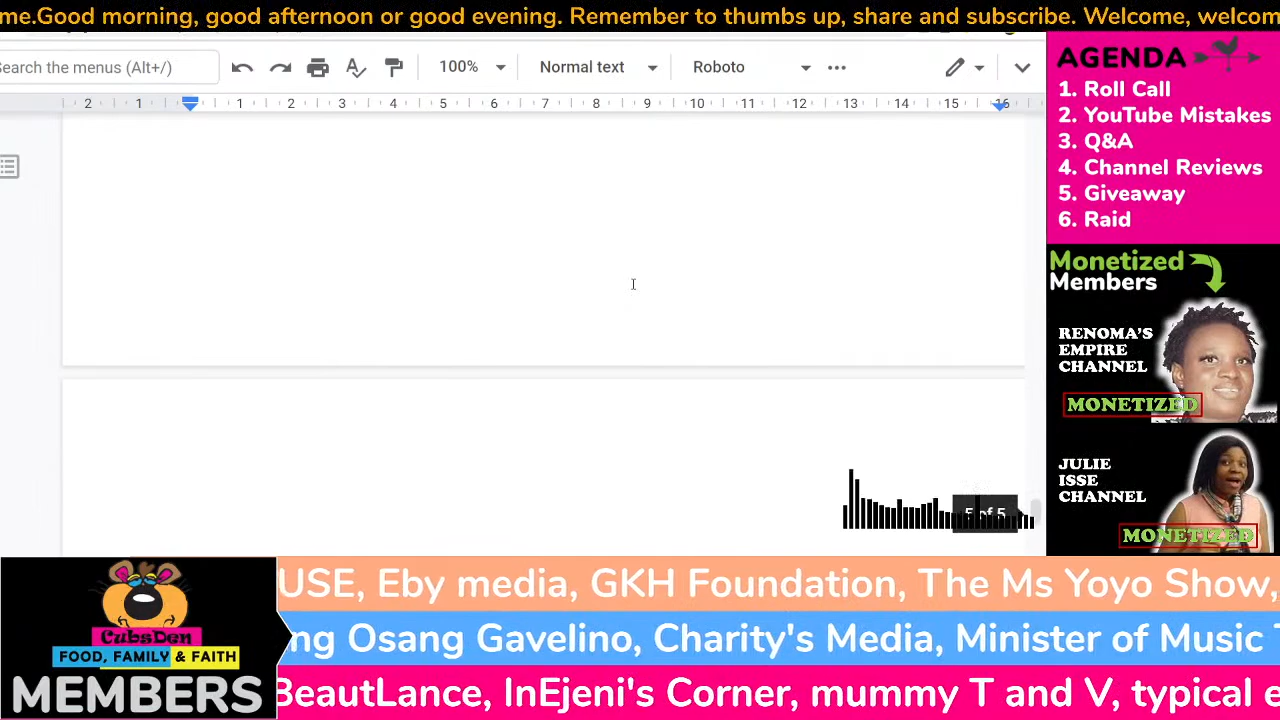 me.Good morning, good afternoon or good evening. Remember to thumbs up, share and subscribe. Welcome, welcom
Search the menus (Alt+/)
100%
Normal text
Roboto
2 1 1 2 3 4 5 6 7 8 9 10 11 12 13 14 15 16
5 of 5
AGENDA
1. Roll Call
2. YouTube Mistakes
3. Q&A
4. Channel Reviews
5. Giveaway
6. Raid
Monetized
Members
RENOMA'S
EMPIRE
CHANNEL
MONETIZED
JULIE
ISSE
CHANNEL
MONETIZED
CubsDen
FOOD, FAMILY & FAITH
MEMBERS
USE, Eby media, GKH Foundation, The Ms Yoyo Show,
ng Osang Gavelino, Charity's Media, Minister of Music
BeautLance, InEjeni's Corner, mummy T and V, typical e